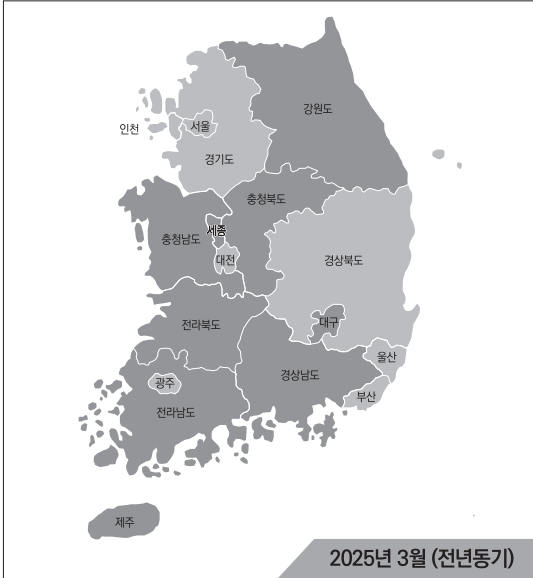 강원도
인천
서울
경기도
충청북도
세종
충청남도
대전
경상북도
대구
전라북도
울산
경상남도
광주
부산
전라남도
제주
2025년 3월 (전년동기)